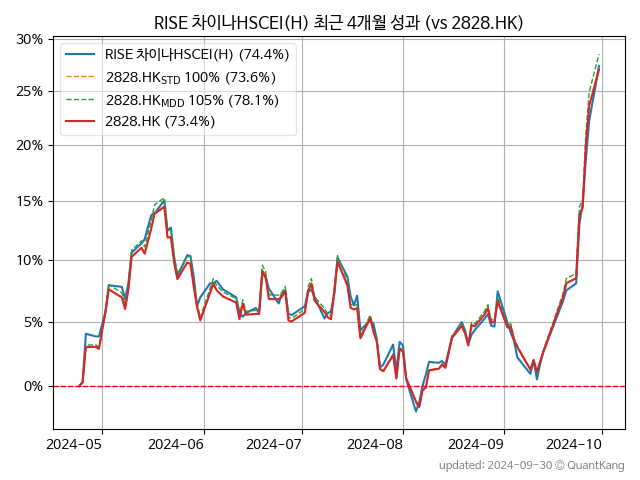 RISE 차이나HSCEI(H) 최근 4개월 성과 (vs 2828.HK)
30%
25%
20%
15%
10%
5%
0%
RISE 차이나HSCEI(H) (74.4%)
2828.HKSTD 100% (73.6%)
2828.HKMDD 105% (78.1%)
2828.HK (73.4%)
2024-05
2024-06
2024-07
2024-08
2024-09
2024-10
updated: 2024-09-30 © QuantKang